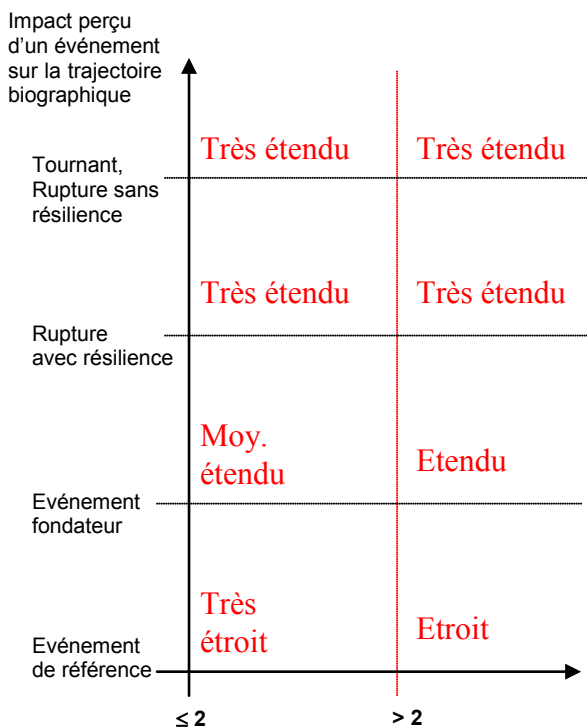 Impact perçu
d'un événement
sur la trajectoire
biographique
Très étendu
Très étendu
Tournant,
Rupture sans
résilience
Très étendu
Très étendu
Rupture
avec résilience
Moy.
étendu
Etendu
Evénement
fondateur
Très
étroit
Etroit
Evénement
de référence
≤ 2
> 2